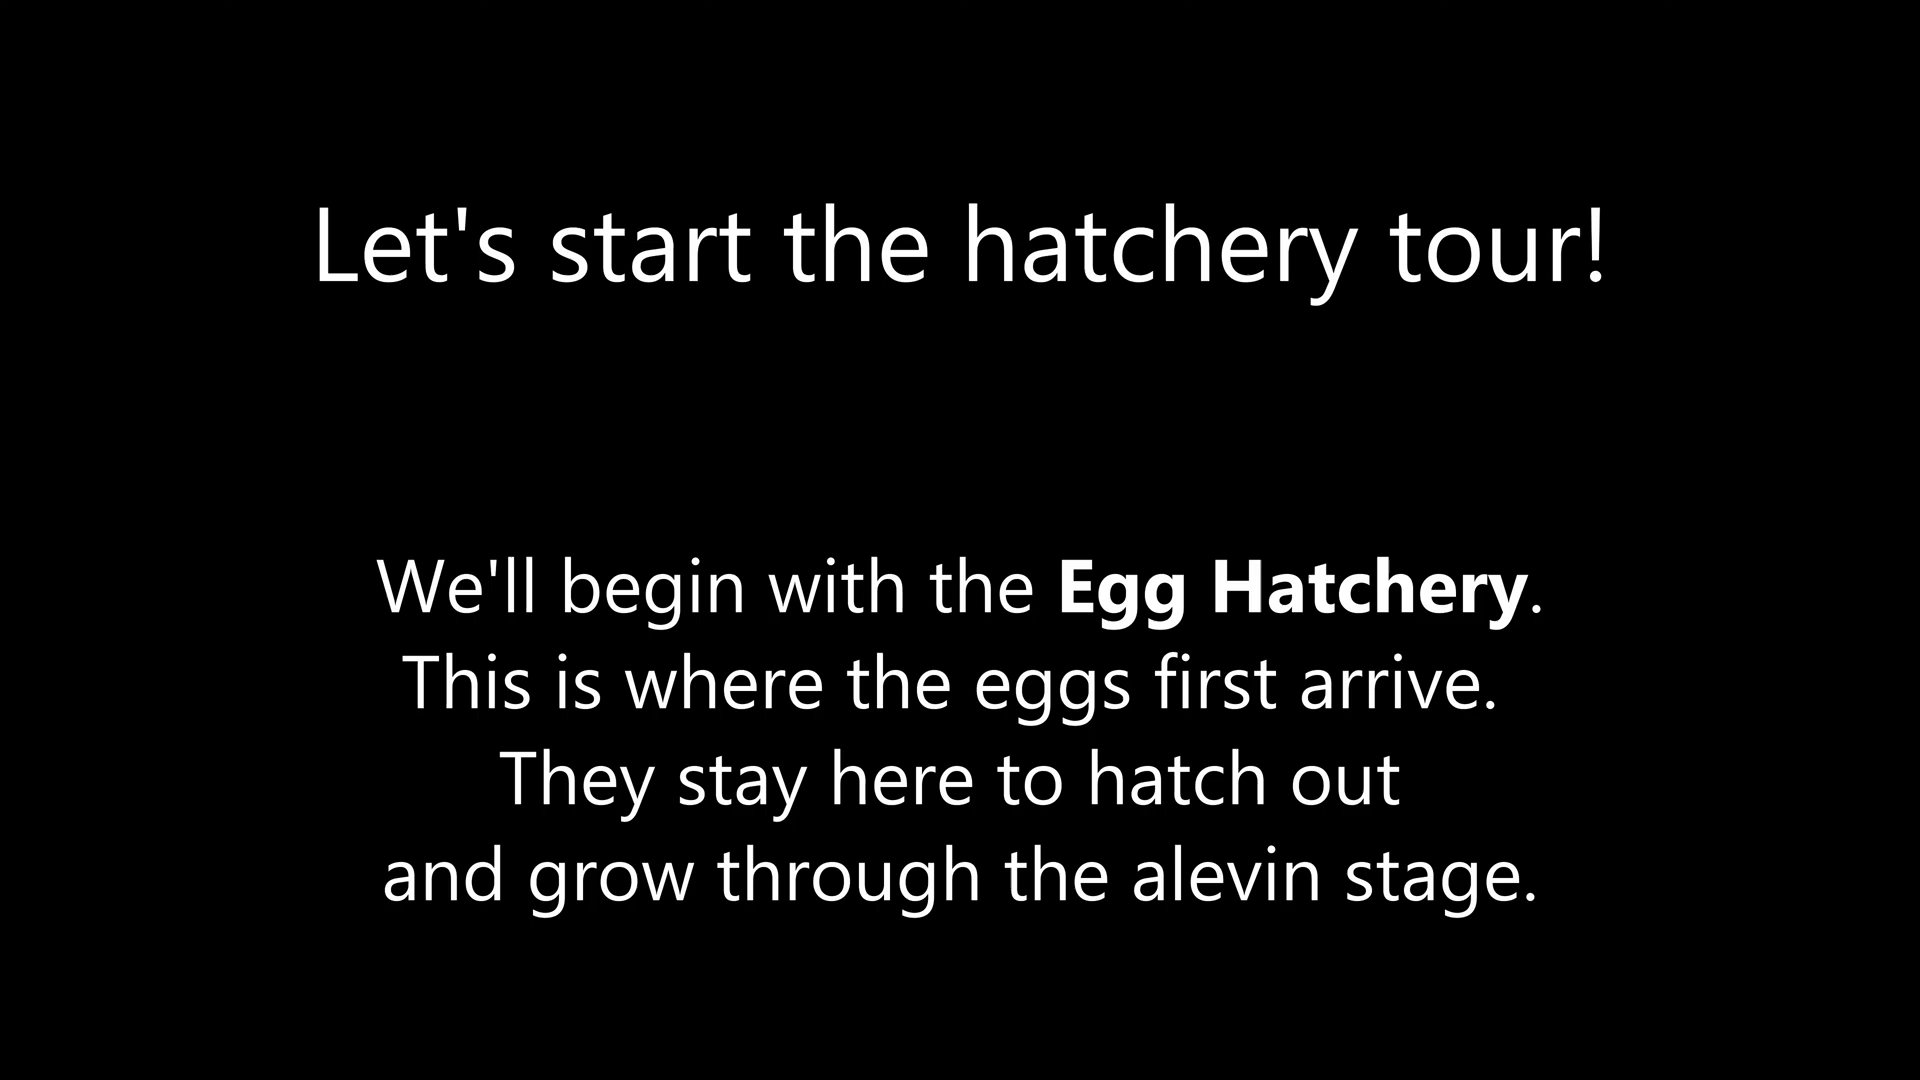 Let's start the hatchery tour!
We'll begin with the Egg Hatchery.
This is where the eggs first arrive.
They stay here to hatch out
and grow through the alevin stage.